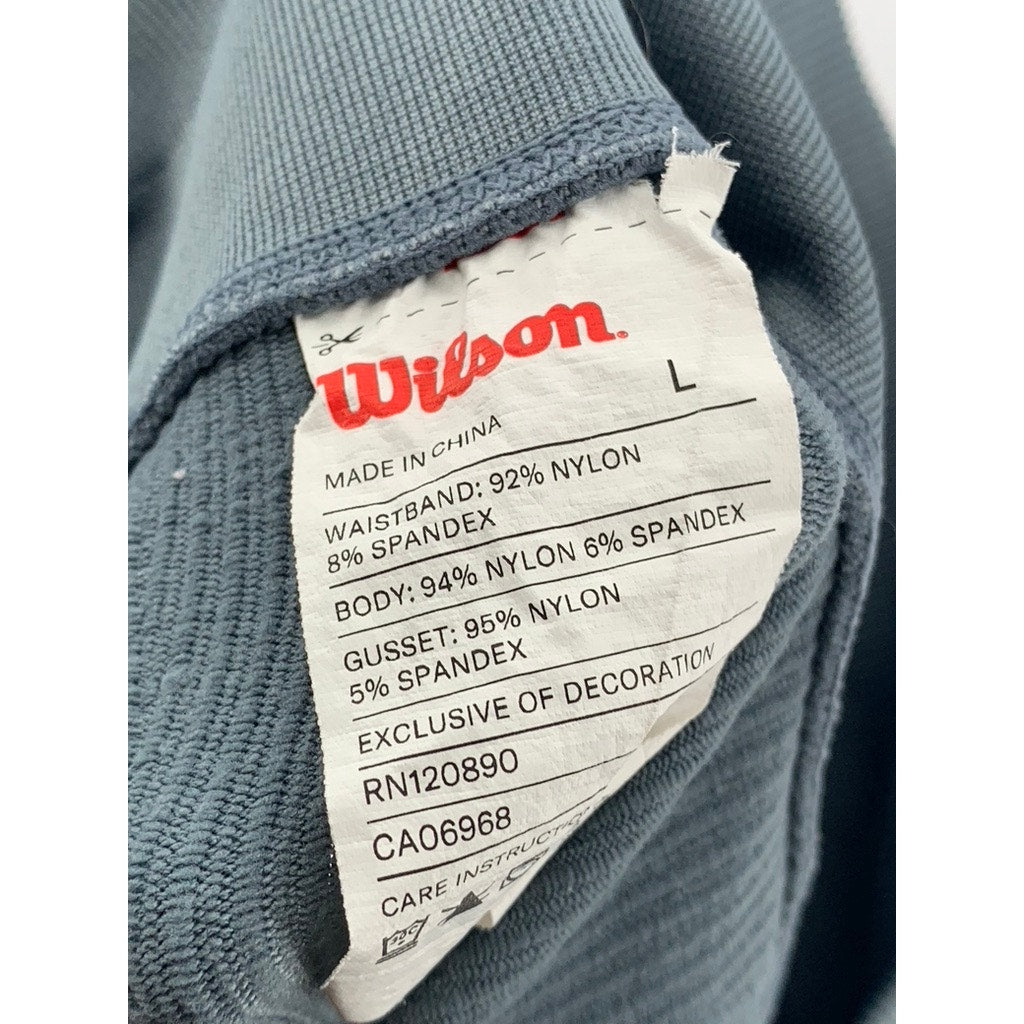 Wilson.
L
MADE IN CHINA
WAISTBAND: 92% NYLON
8% SPANDEX
BODY: 94% NYLON 6% SPANDEX
GUSSET: 95% NYLON
5% SPANDEX
EXCLUSIVE OF DECORATION
RN120890
CA06968
CARE
30C